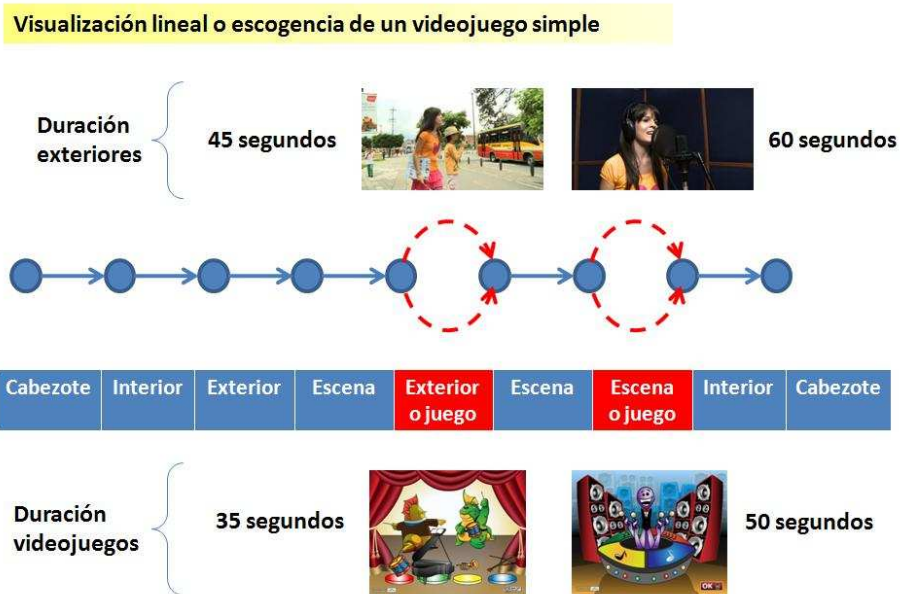 Visualización lineal o escogencia de un videojuego simple
Duración
exteriores
45 segundos
60 segundos
Cabezote
Interior
Exterior
Escena
Exterior
o juego
Escena
Escena
o juego
Interior
Cabezote
Duración
videojuegos
35 segundos
50 segundos
OK